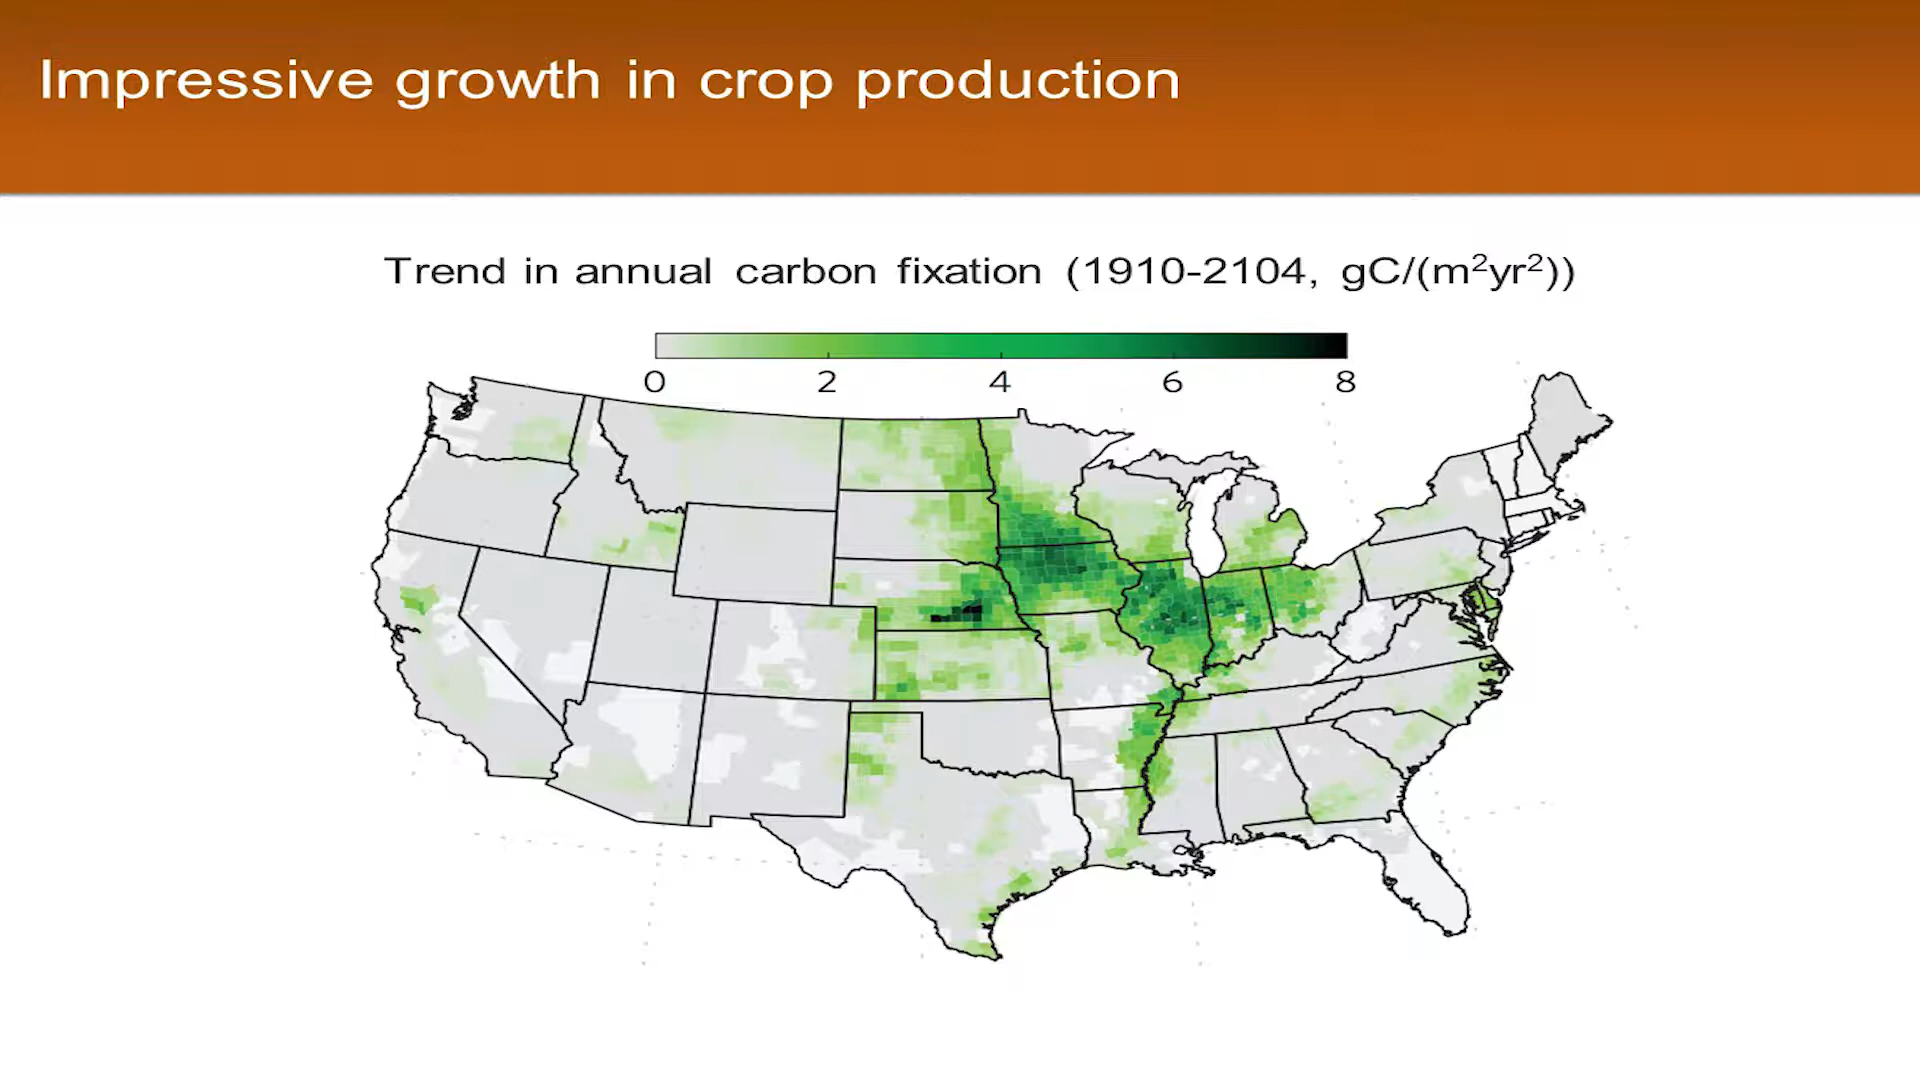 Impressive growth in crop production
Trend in annual carbon fixation (1910-2104, gC/(m²yr²))
0 2 4 6 8